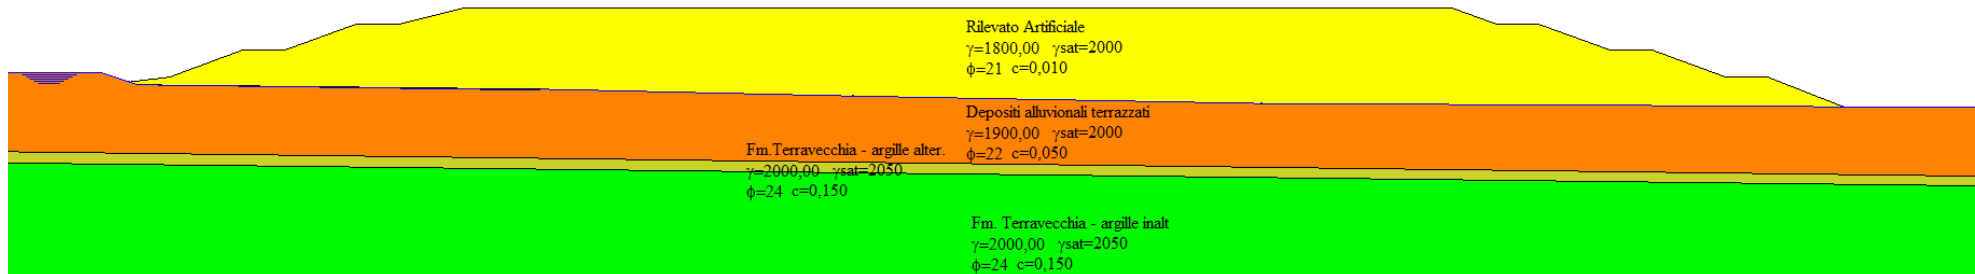 Rilevato Artificiale
γ=1800,00 γsat=2000
ϕ=21 c=0,010
Depositi alluvionali terrazzati
γ=1900,00 γsat=2000
ϕ=22 c=0,050
Fm.Terravecchia - argille alter.
γ=2000,00 γsat=2050
ϕ=24 c=0,150
Fm. Terravecchia - argille inalt
γ=2000,00 γsat=2050
ϕ=24 c=0,150